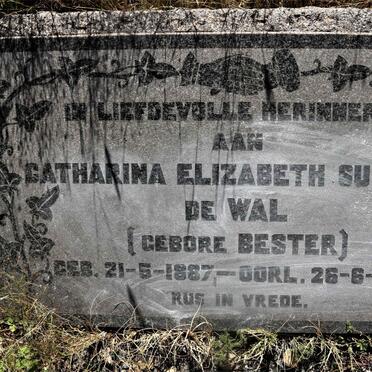 IN LIEFDEVOLLE HERINNER
AAN
CATHARINA ELIZABETH SU
DE WAL
(GEBORE BESTER)
GEB. 21-5-1887,—OORL. 26-6-
RUS IN VREDE.